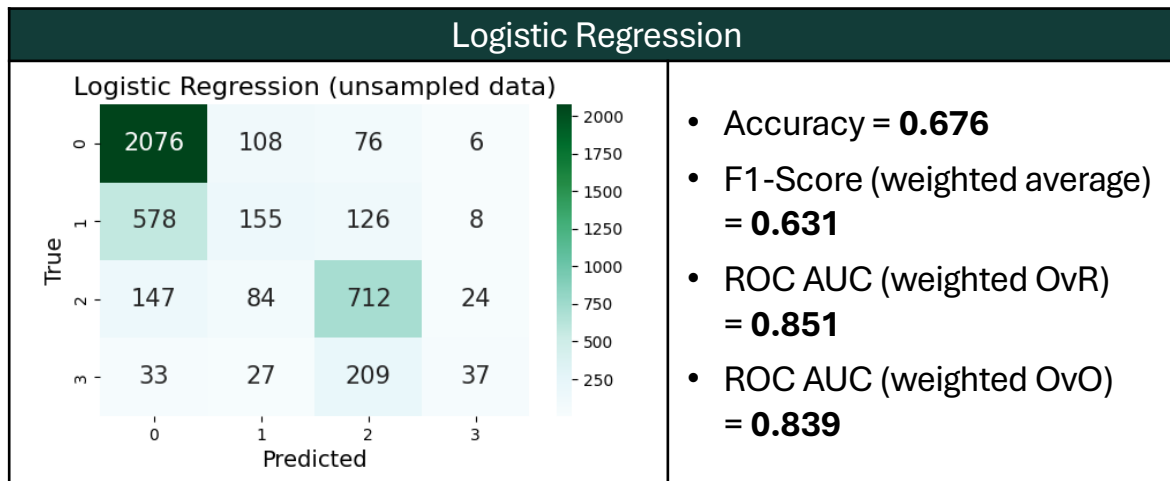 Logistic Regression
Logistic Regression (unsampled data)
True
0 2076 108 76 6
1 578 155 126 8
2 147 84 712 24
3 33 27 209 37
0 1 2 3
Predicted
2000
1750
1500
1250
1000
750
500
250
• Accuracy = 0.676
• F1-Score (weighted average)
= 0.631
• ROC AUC (weighted OvR)
= 0.851
• ROC AUC (weighted OvO)
= 0.839